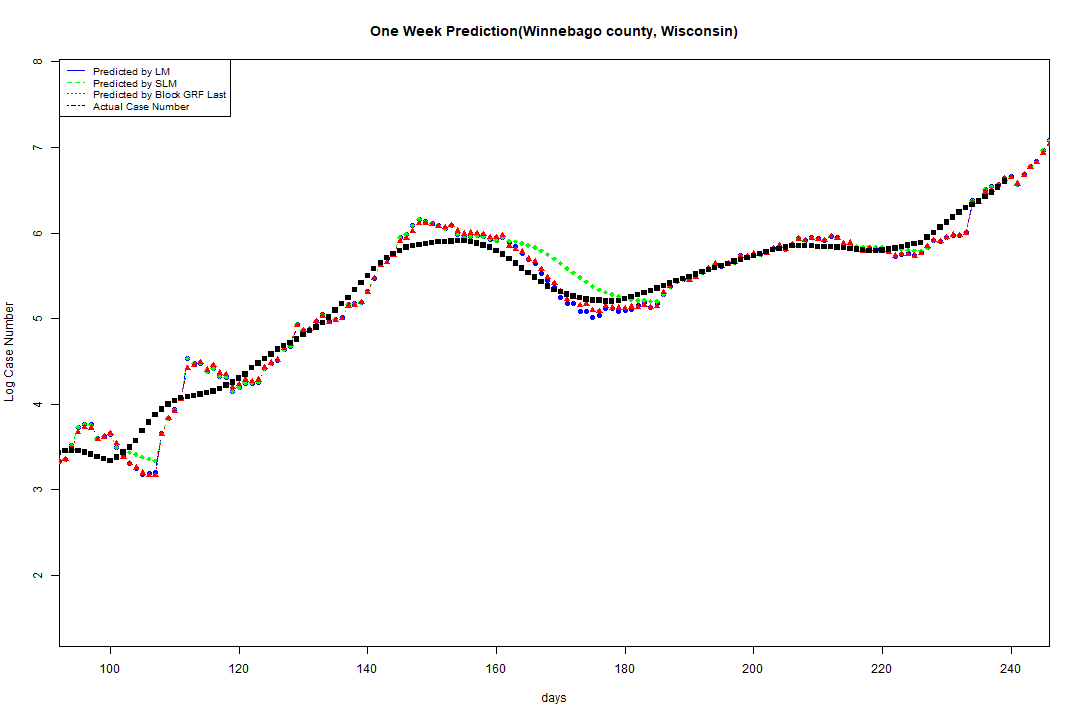 One Week Prediction(Winnebago county, Wisconsin)
Predicted by LM
Predicted by SLM
Predicted by Block GRF Last
Actual Case Number
8
7
6
5
4
3
2
Log Case Number
100 120 140 160 180 200 220 240
days